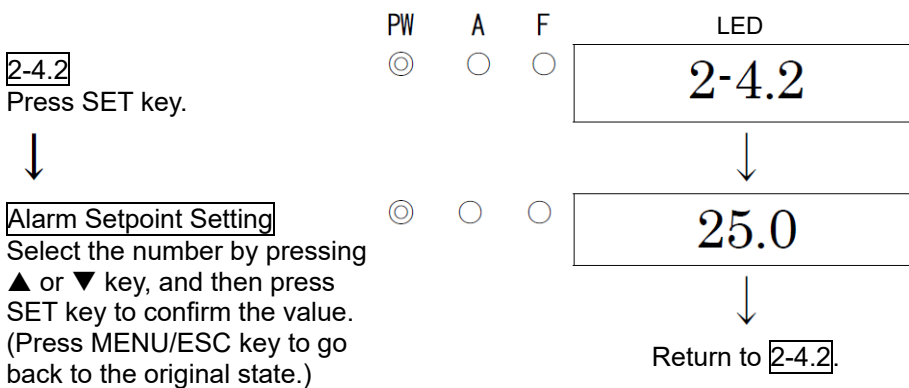 PW A F LED
2-4.2
◎ ○ ○ 2-4.2
Press SET key.
↓ ↓
Alarm Setpoint Setting ◎ ○ ○ 25.0
Select the number by pressing
▲ or ▼ key, and then press
SET key to confirm the value.
↓
(Press MENU/ESC key to go
back to the original state.)
Return to 2-4.2.